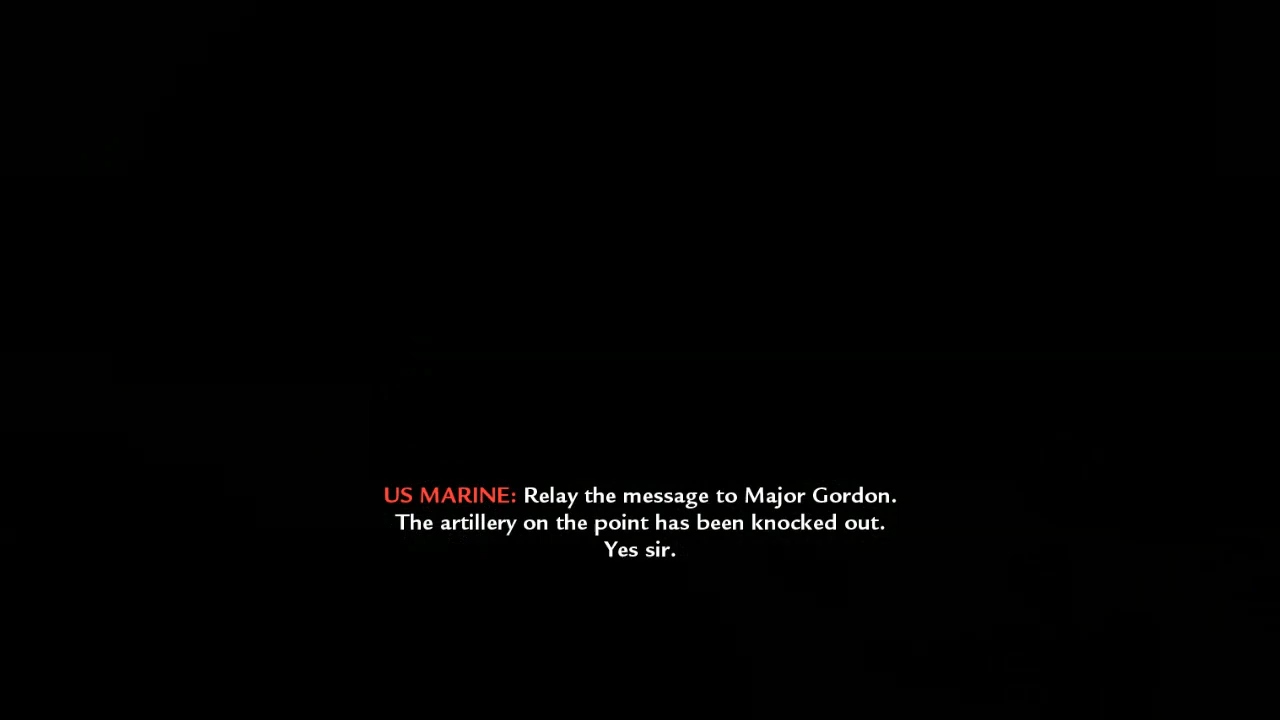 US MARINE: Relay the message to Major Gordon.
The artillery on the point has been knocked out.
Yes sir.